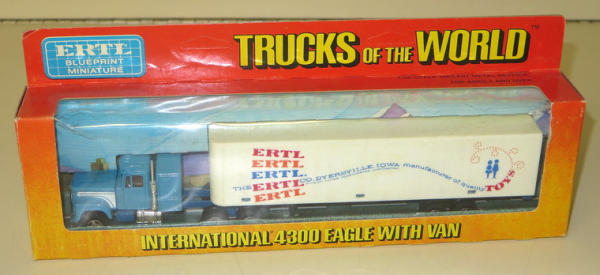 ERTL
BLUEPRINT
MINIATURE
TRUCKS OF THE WORLD
TM
ERTL
ERTL
ERTL
ERTL
ERTL
THE
CO. DYERSVILLE, IOWA manufacturer of quality
TOYS
INTERNATIONAL 4300 EAGLE WITH VAN